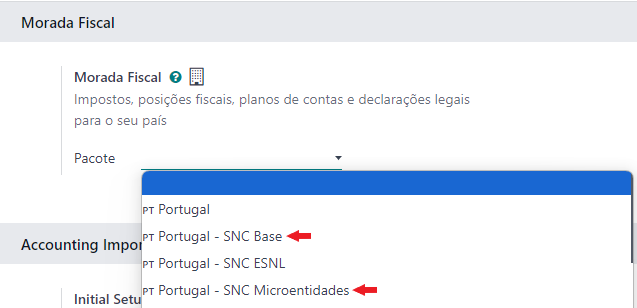 Morada Fiscal
Morada Fiscal ?
Impostos, posições fiscais, planos de contas e declarações legais
para o seu país
Pacote
PT Portugal
PT Portugal - SNC Base
Accounting Impor
PT Portugal - SNC ESNL
PT Portugal - SNC Microentidades
Initial Setu